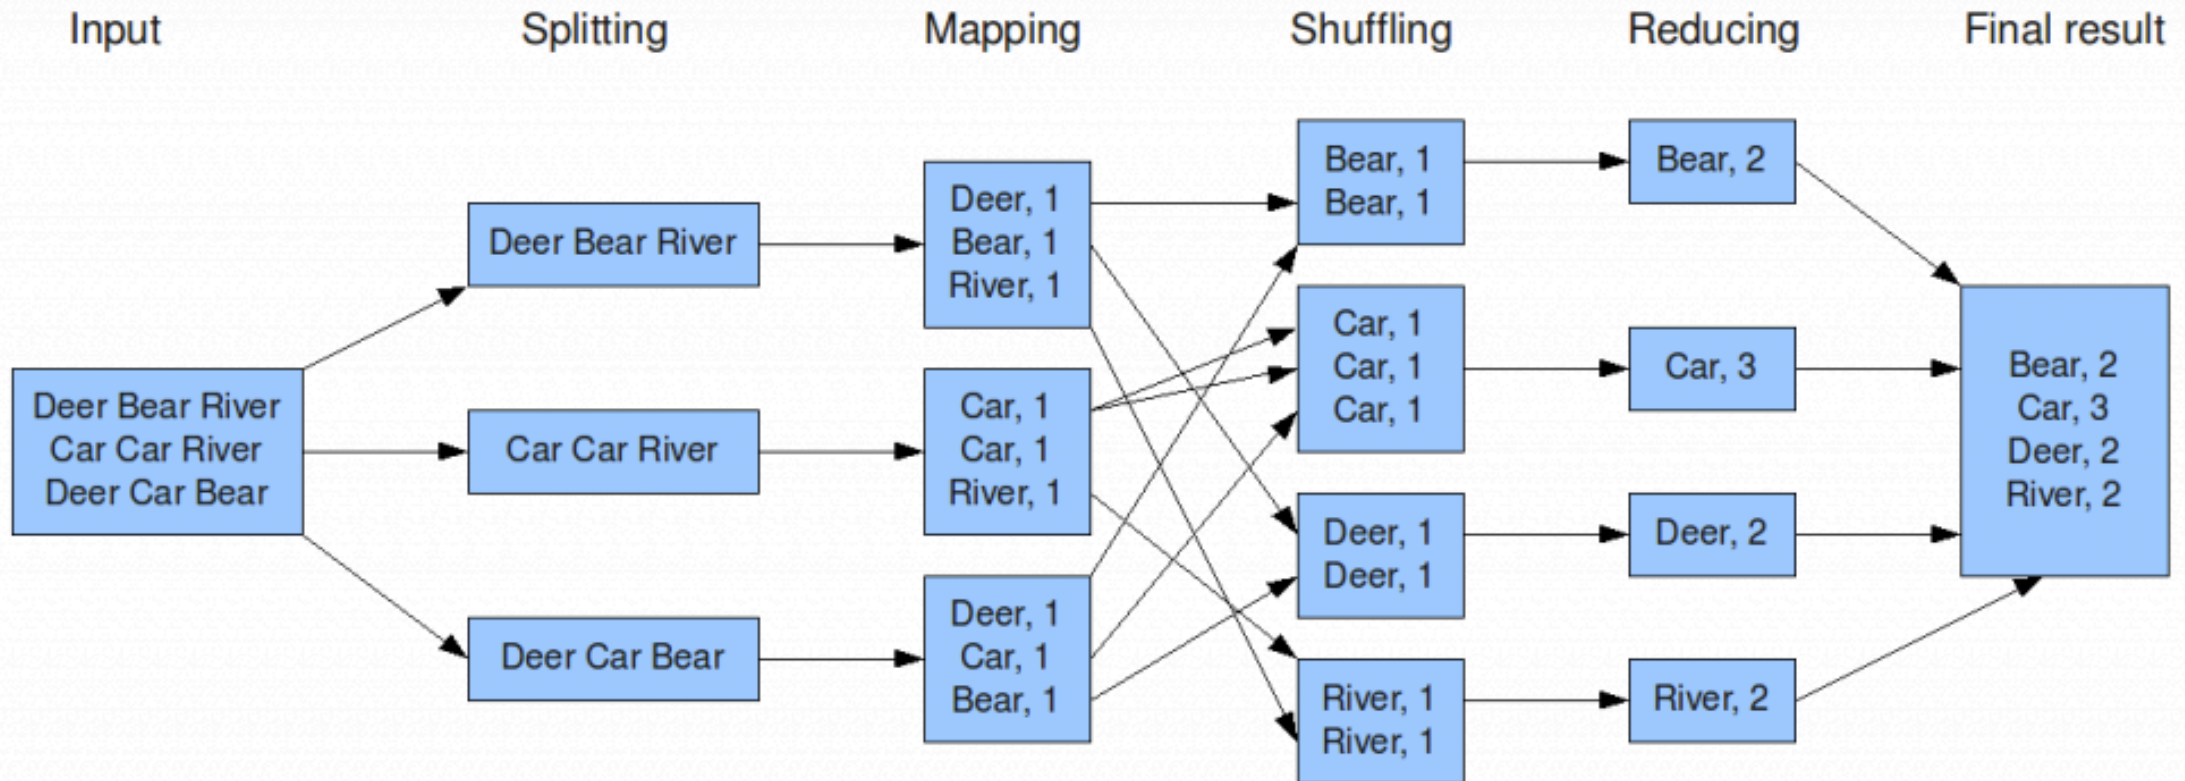 Input
Splitting
Mapping
Shuffling
Reducing
Final result
Deer Bear River
Car Car River
Deer Car Bear
Deer Bear River
Car Car River
Deer Car Bear
Deer, 1
Bear, 1
River, 1
Car, 1
Car, 1
River, 1
Deer, 1
Car, 1
Bear, 1
Bear, 1
Bear, 1
Car, 1
Car, 1
Car, 1
Deer, 1
Deer, 1
River, 1
River, 1
Bear, 2
Car, 3
Deer, 2
River, 2
Bear, 2
Car, 3
Deer, 2
River, 2